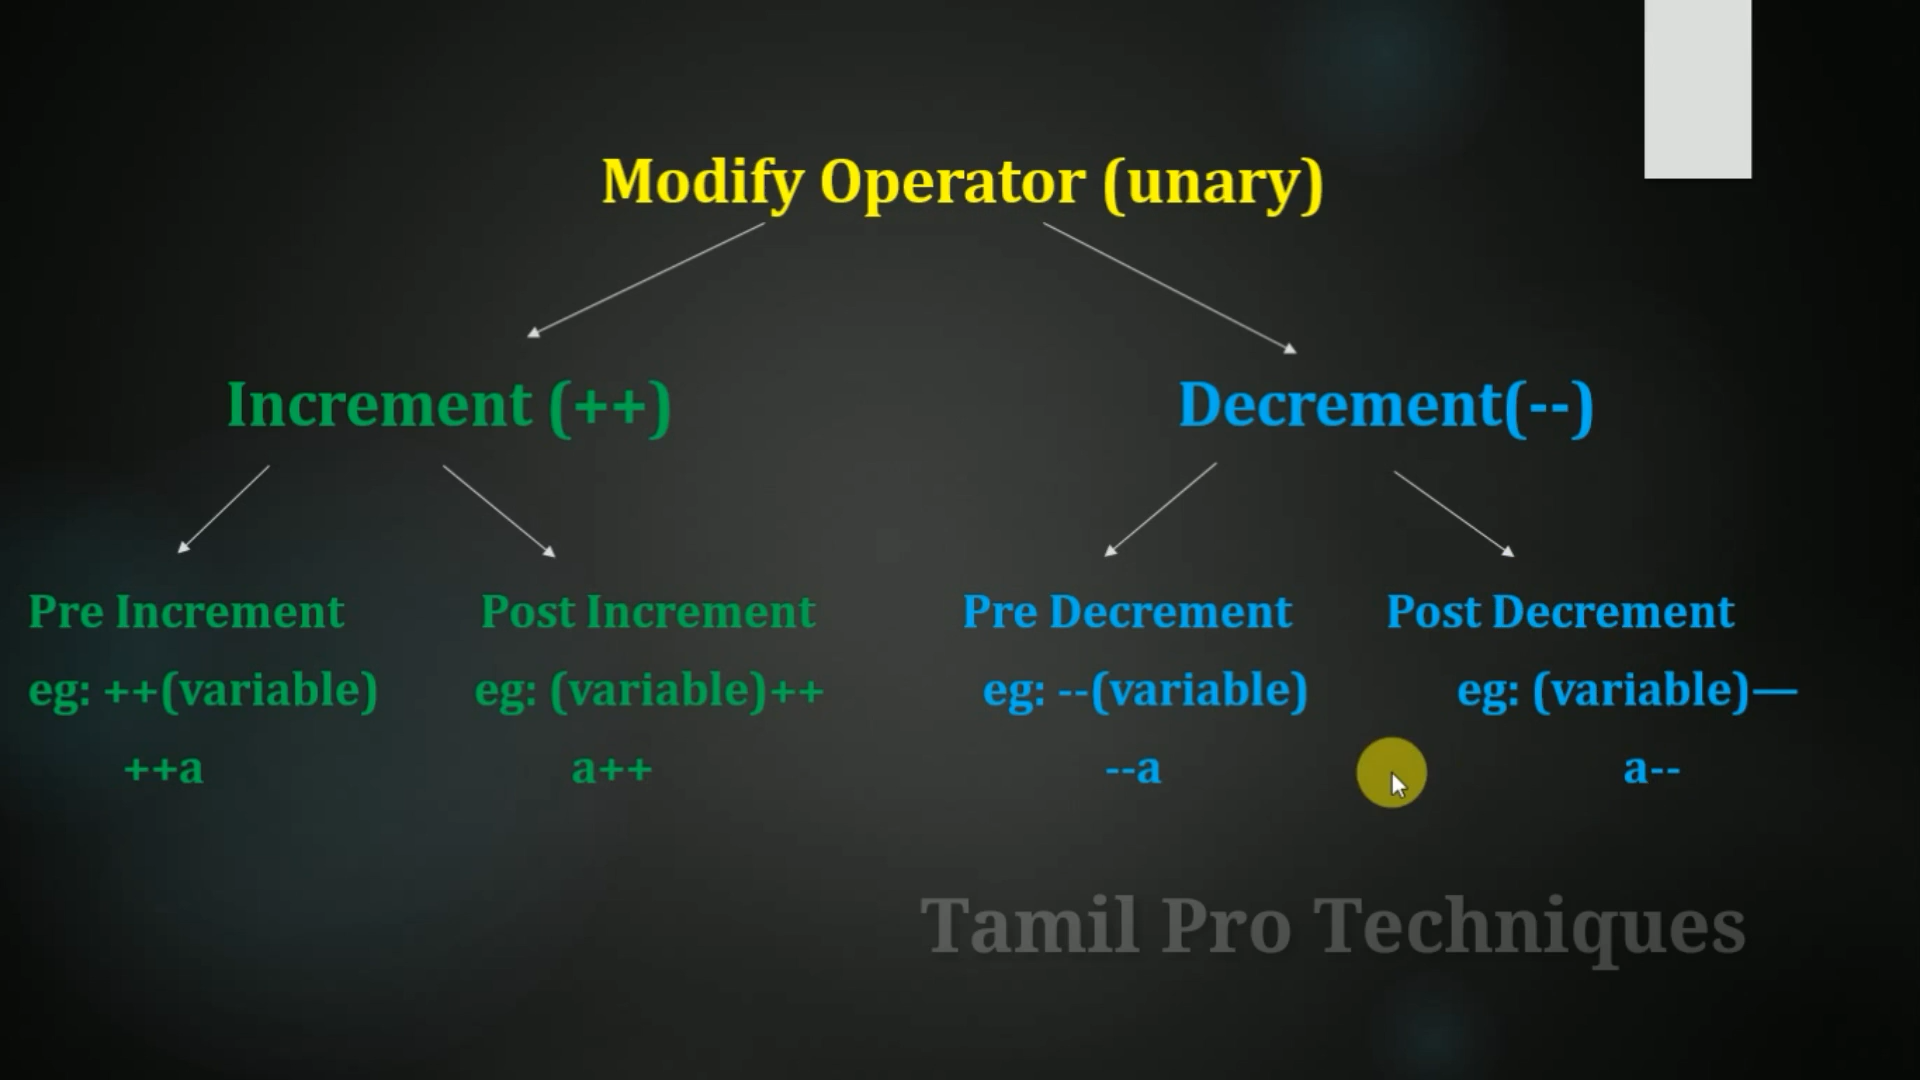 Modify Operator (unary)
Increment (++)
Decrement(--)
Pre Increment
eg: ++(variable)
++a
Post Increment
eg: (variable)++
a++
Pre Decrement
eg: --(variable)
--a
Post Decrement
eg: (variable)—
a--
Tamil Pro Techniques